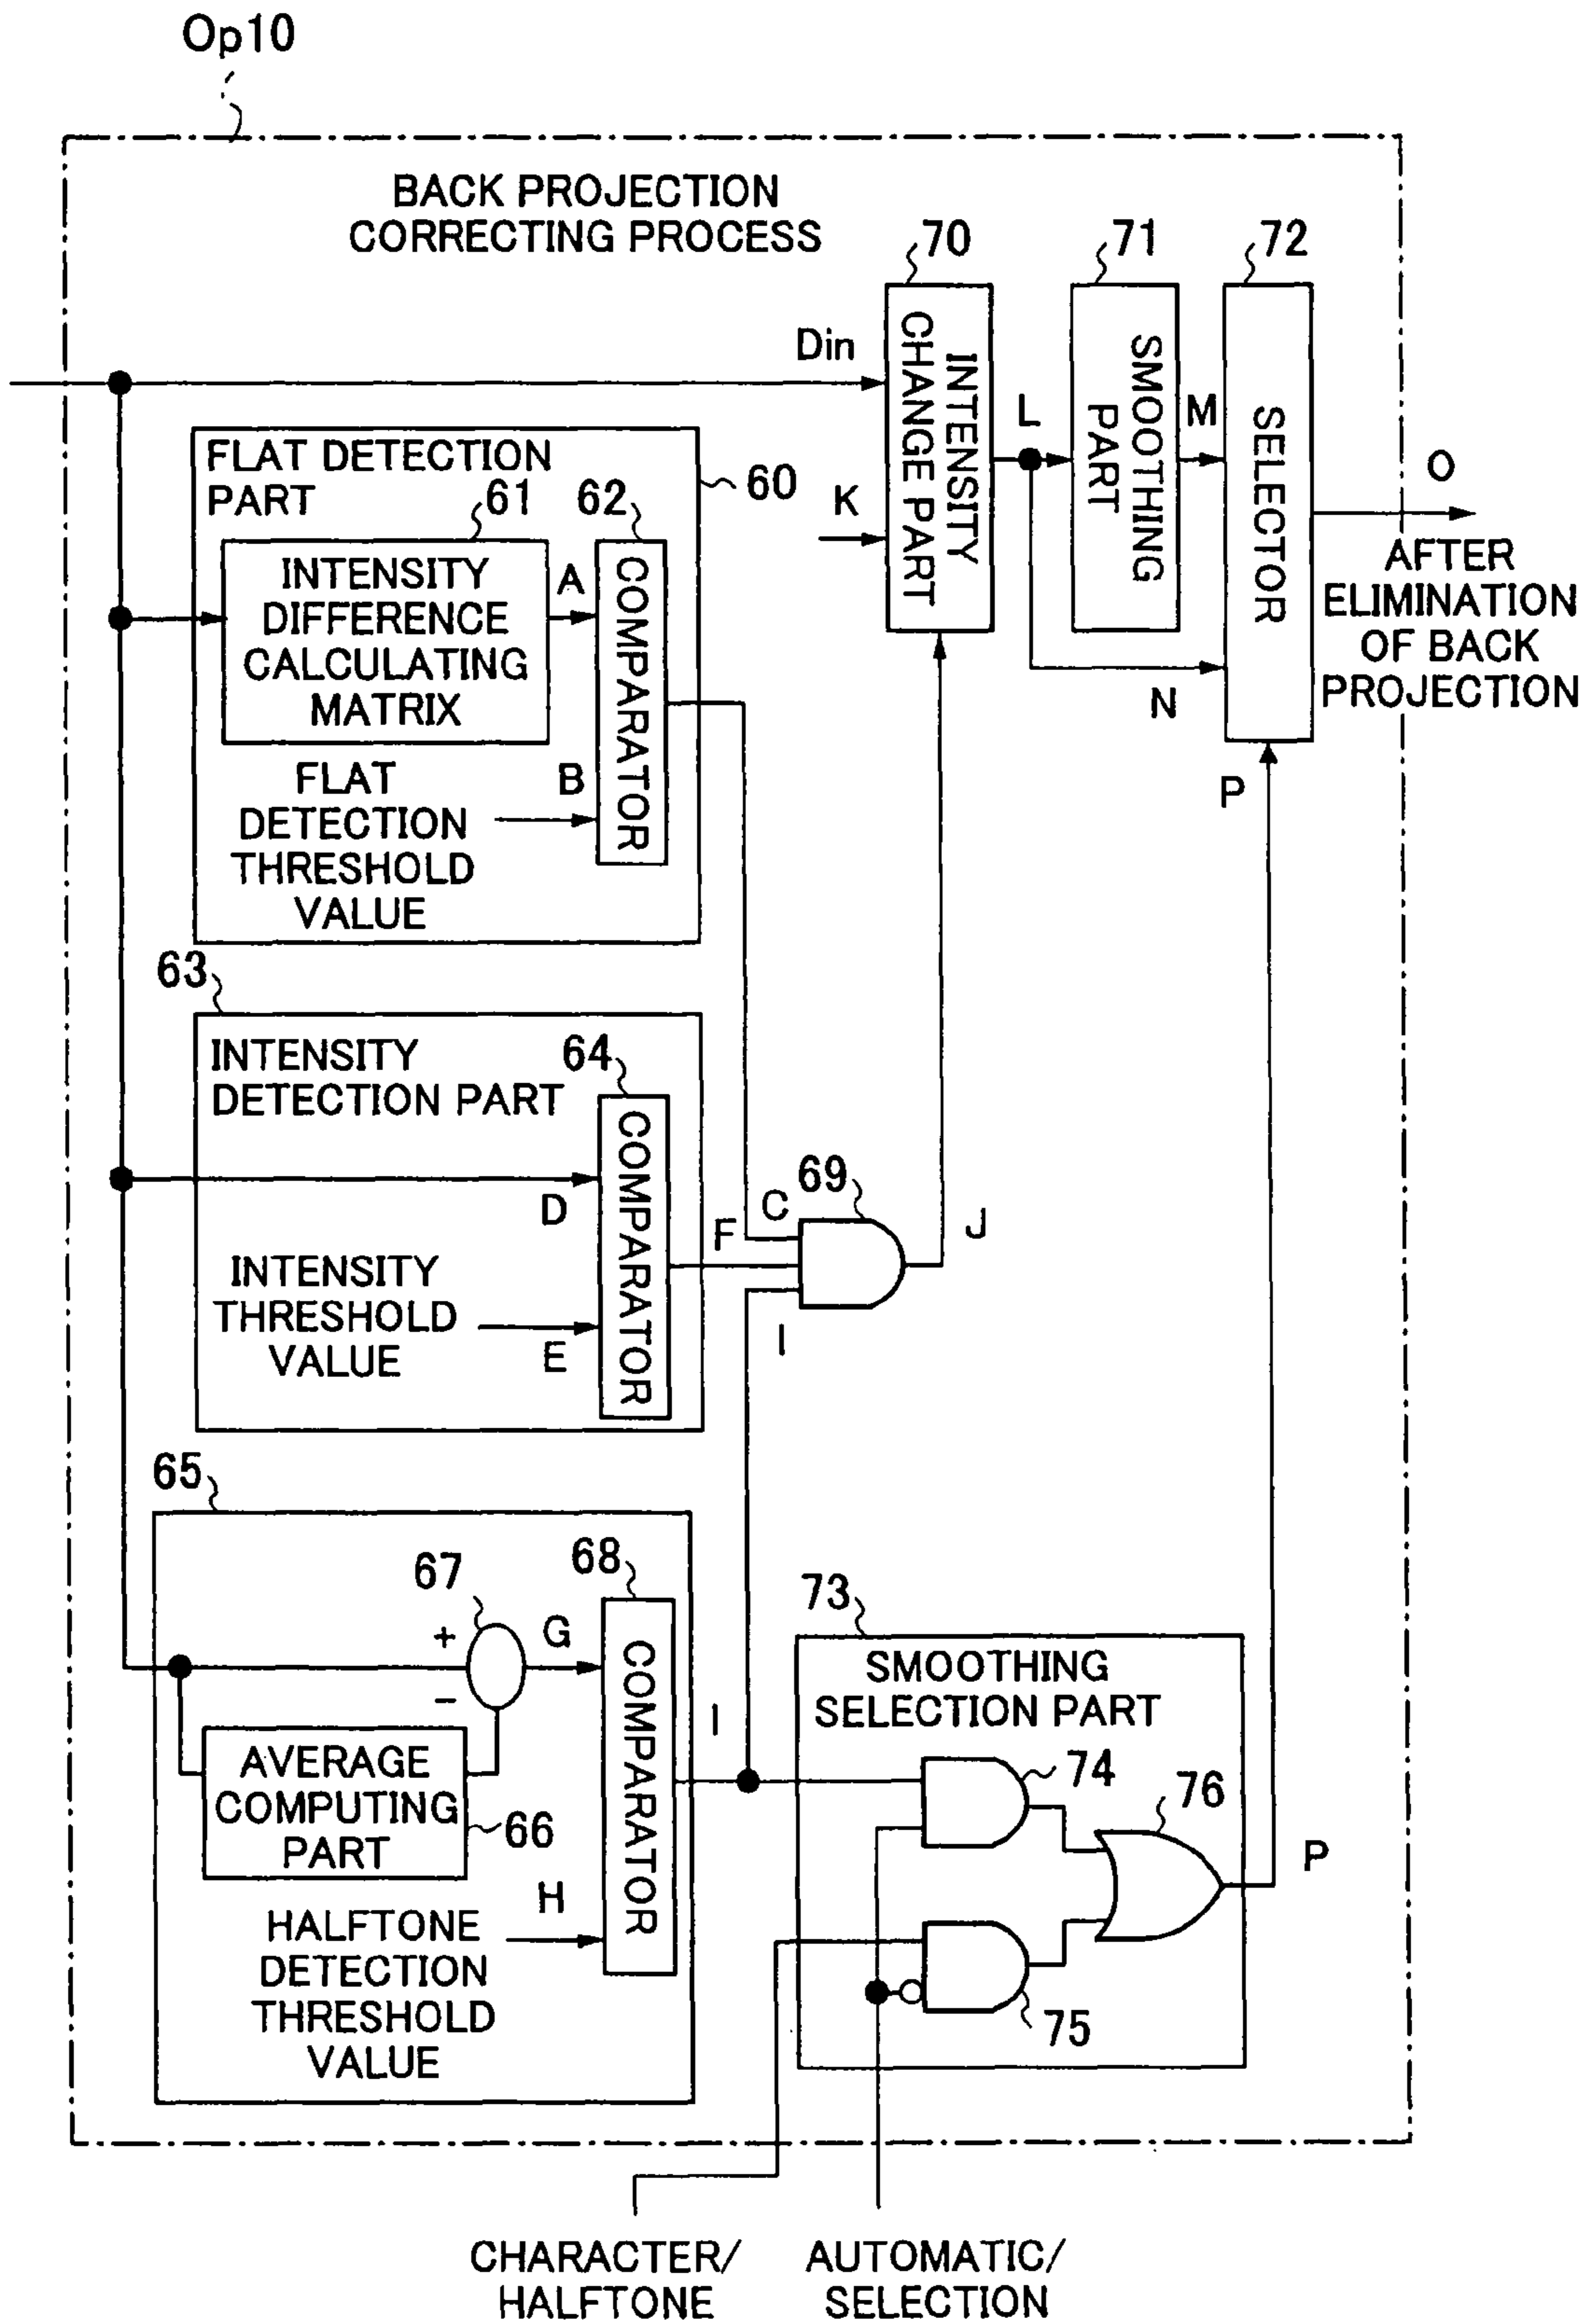 Op10
BACK PROJECTION
CORRECTING PROCESS
70
71
72
Din
INTENSITY
CHANGE PART
K
L
SMOOTHING
PART
M
N
SELECTOR
O
AFTER
ELIMINATION
OF BACK
PROJECTION
P
FLAT DETECTION
PART
60
61
62
INTENSITY
DIFFERENCE
CALCULATING
MATRIX
A
COMPARATOR
B
FLAT
DETECTION
THRESHOLD
VALUE
63
INTENSITY
DETECTION PART
64
COMPARATOR
D
INTENSITY
THRESHOLD
VALUE
E
F
C
69
I
J
65
67
+
−
G
68
COMPARATOR
AVERAGE
COMPUTING
PART
66
H
HALFTONE
DETECTION
THRESHOLD
VALUE
I
73
SMOOTHING
SELECTION PART
74
75
76
P
CHARACTER/
HALFTONE
AUTOMATIC/
SELECTION